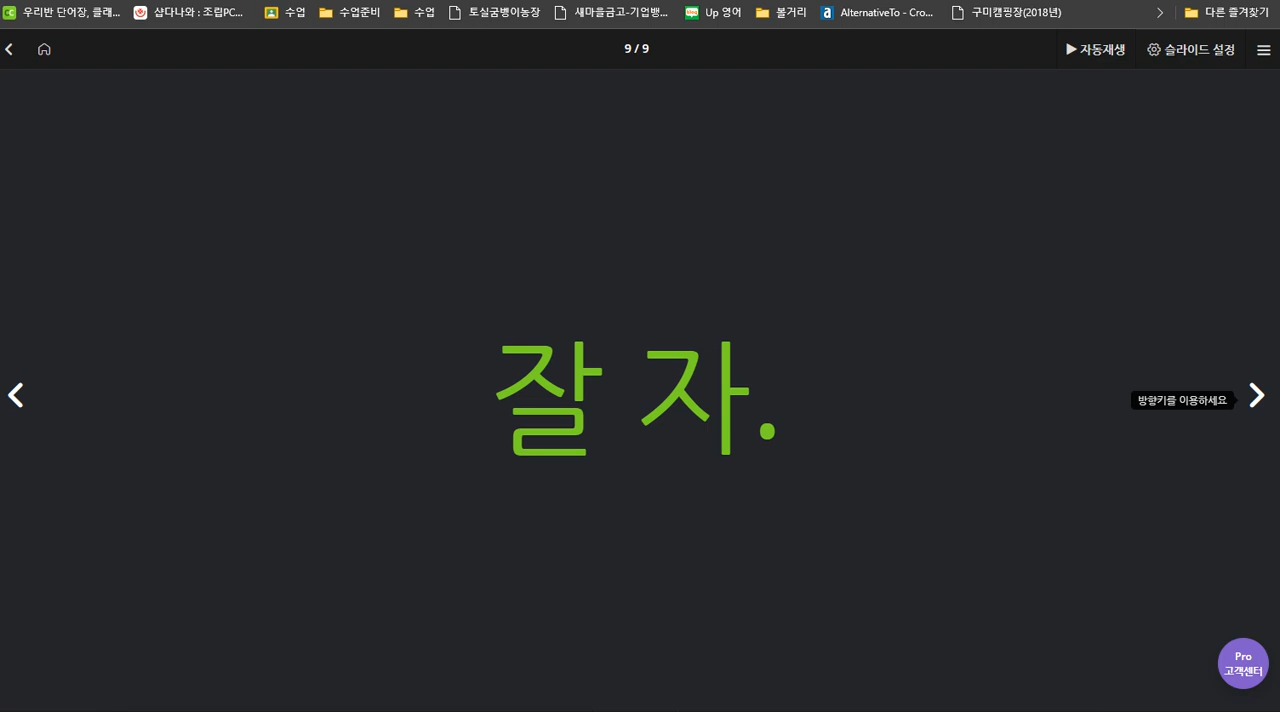 우리반 단어장, 클래... 샵다나와 : 조립PC... 수업 수업준비 수업 토실굼벵이농장 새마을금고-기업뱅... Up 영어 볼거리 AlternativeTo - Cro... 구미캠핑장(2018년) 다른 즐겨찾기
9 / 9 자동재생 슬라이드 설정
잘 자.
방향키를 이용하세요
Pro
고객센터